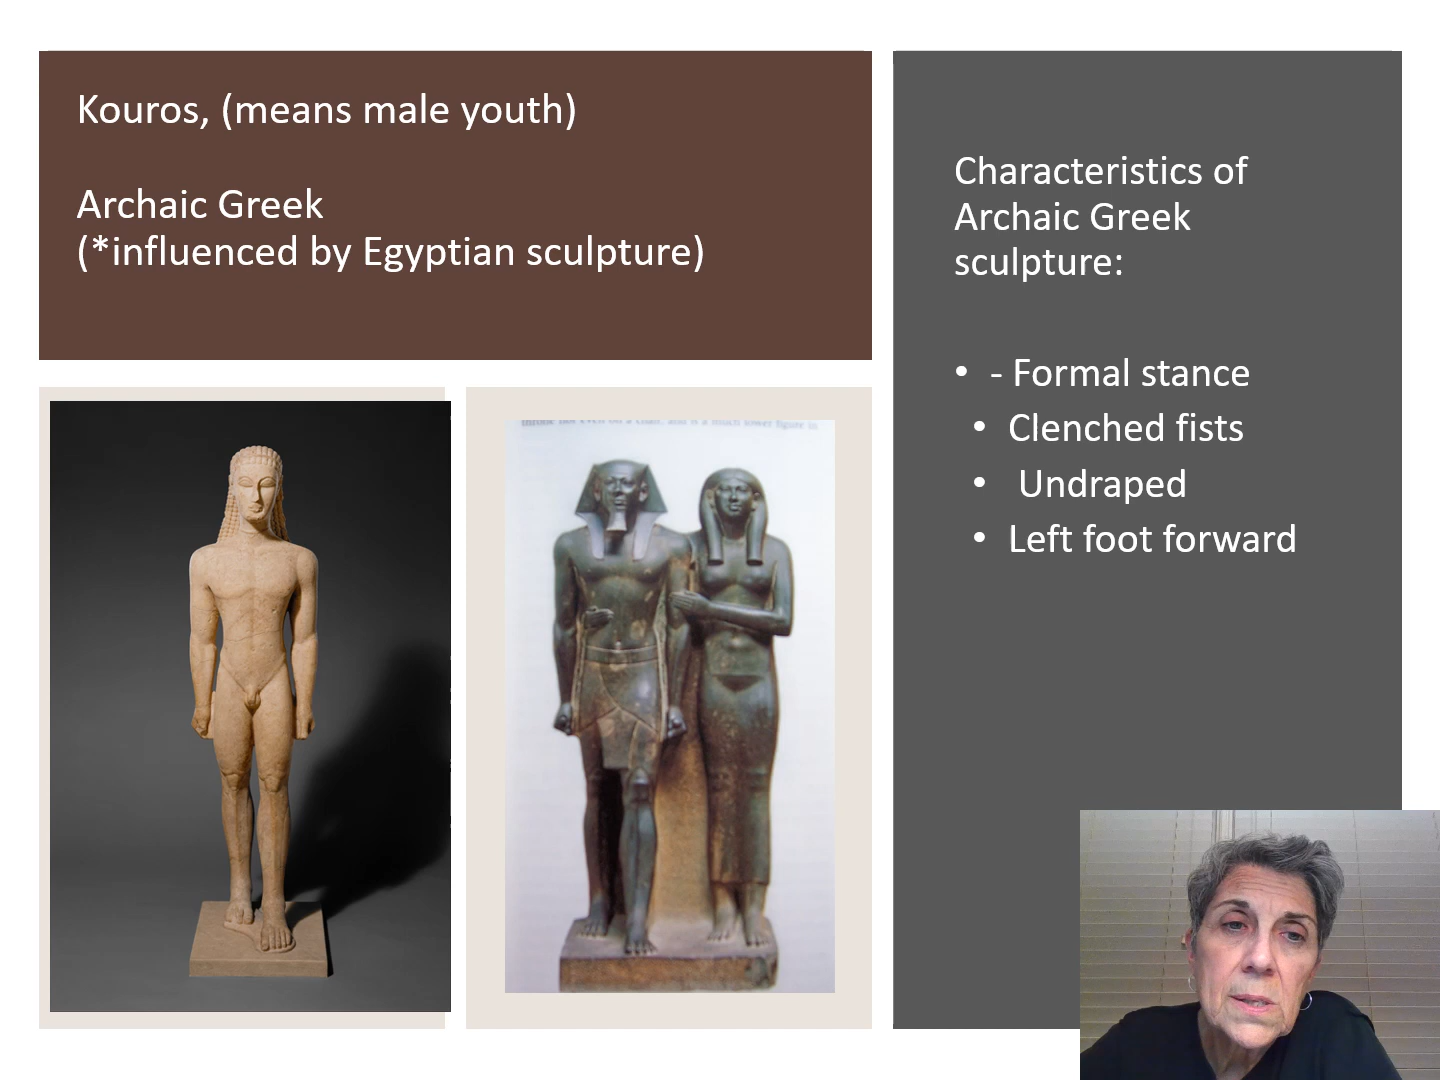 Kouros, (means male youth)
Archaic Greek
(*influenced by Egyptian sculpture)
Characteristics of
Archaic Greek
sculpture:
• - Formal stance
• Clenched fists
• Undraped
• Left foot forward